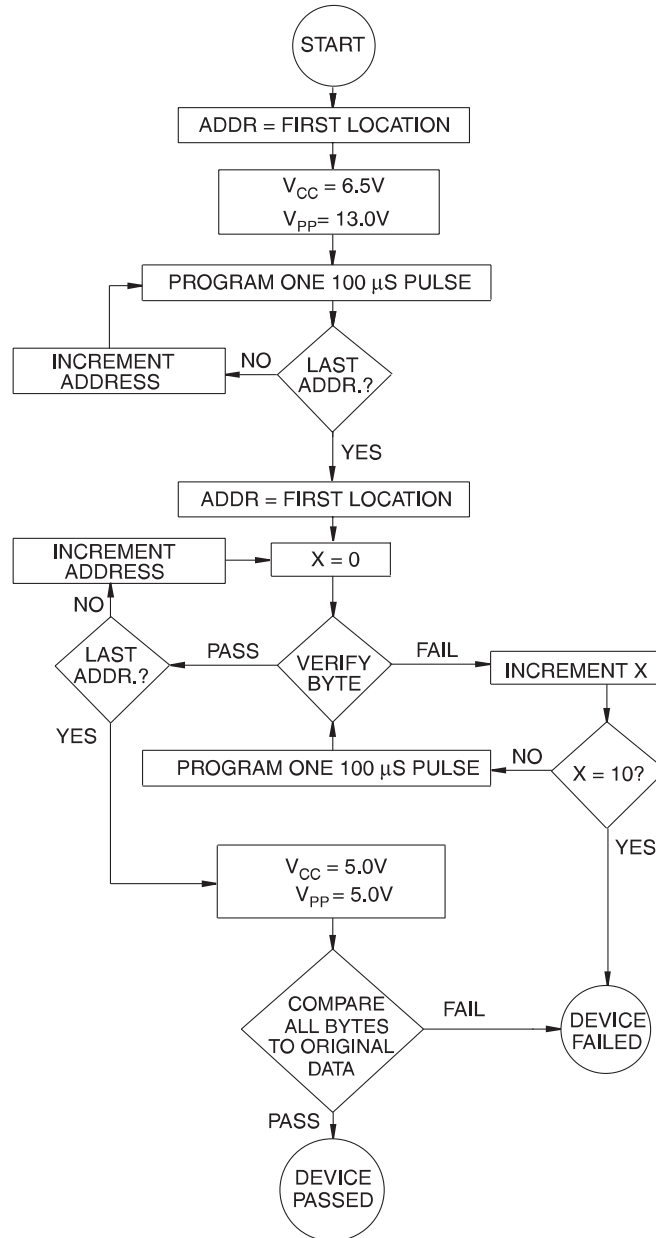 START
ADDR = FIRST LOCATION
VCC = 6.5V
VPP= 13.0V
PROGRAM ONE 100 μS PULSE
INCREMENT
ADDRESS
NO
LAST
ADDR.?
YES
ADDR = FIRST LOCATION
INCREMENT
ADDRESS
X = 0
NO
LAST
ADDR.?
PASS
VERIFY
BYTE
FAIL
INCREMENT X
YES
PROGRAM ONE 100 μS PULSE
NO
X = 10?
YES
VCC = 5.0V
VPP = 5.0V
COMPARE
ALL BYTES
TO ORIGINAL
DATA
FAIL
DEVICE
FAILED
PASS
DEVICE
PASSED